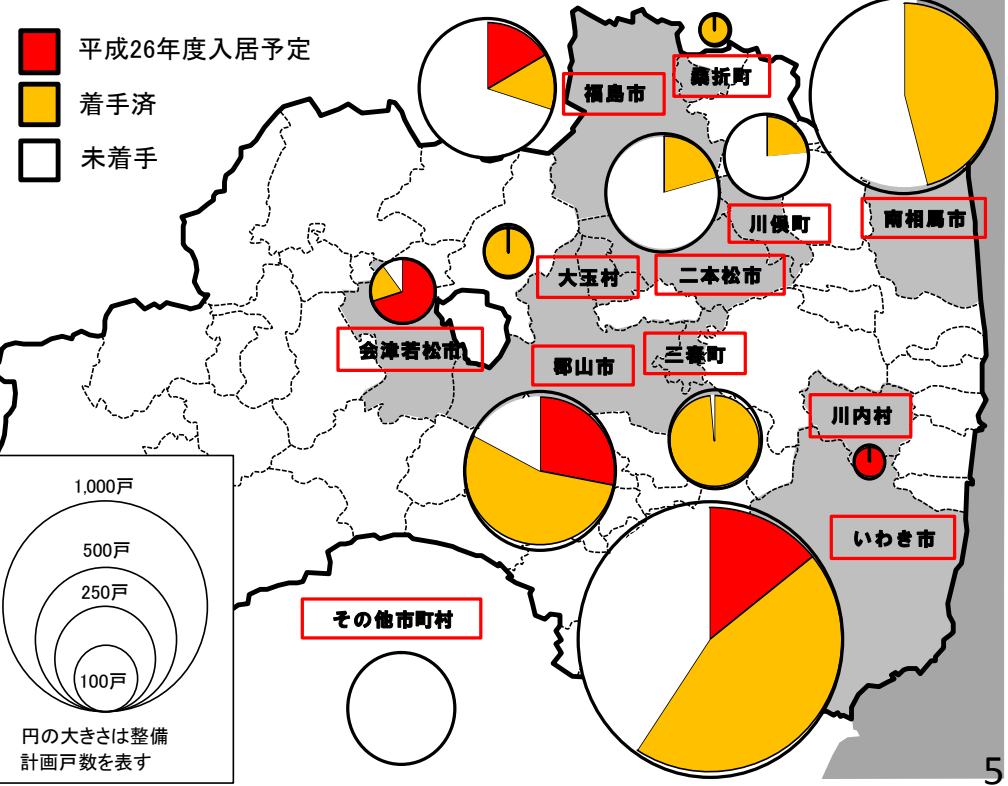 平成26年度入居予定
着手済
未着手
福島市
桑折町
川俣町
南相馬市
大玉村
二本松市
会津若松市
郡山市
三春町
川内村
いわき市
その他市町村
1,000戸
500戸
250戸
100戸
円の大きさは整備
計画戸数を表す
5